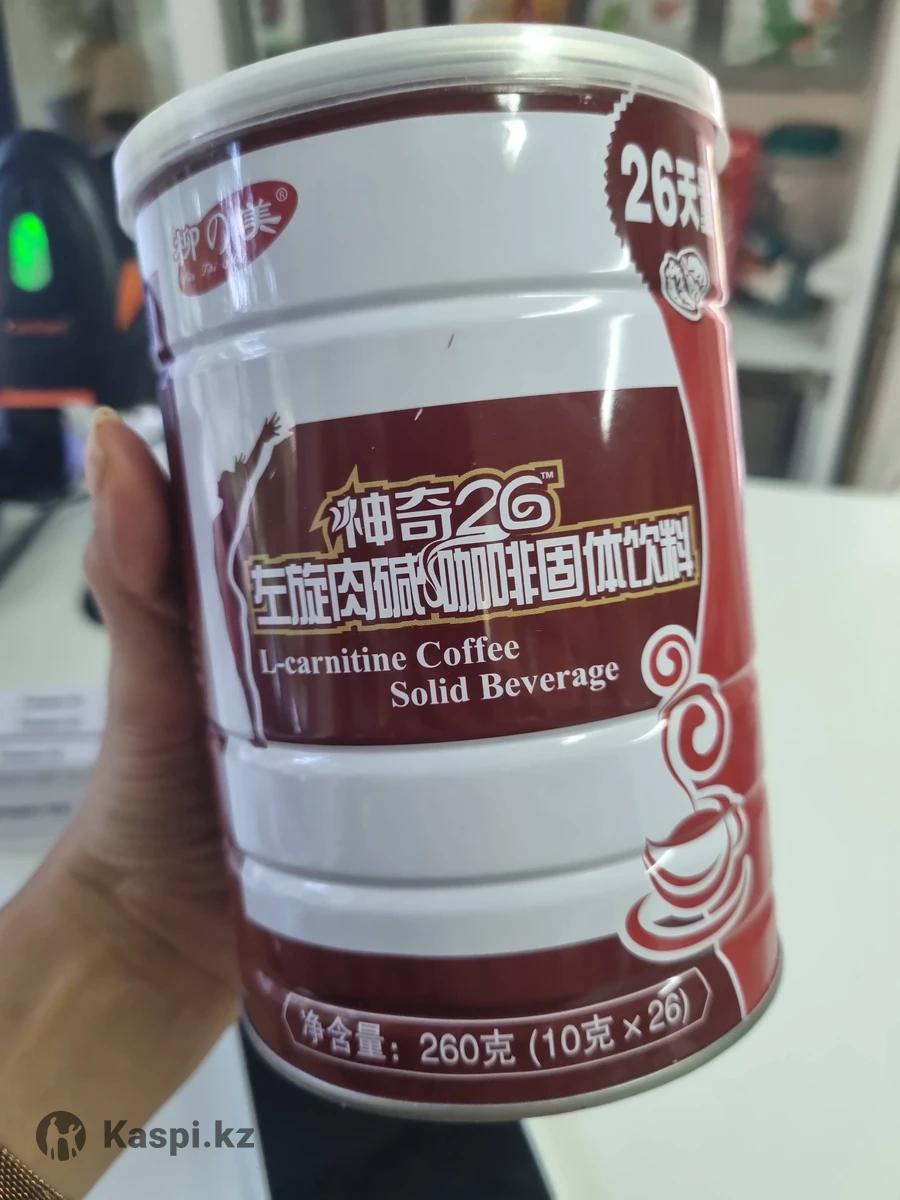 柳の美®
26天
神奇26™
左旋肉碱咖啡固体饮料
L-carnitine Coffee
Solid Beverage
净含量：260克（10克×26）
Kaspi.kz